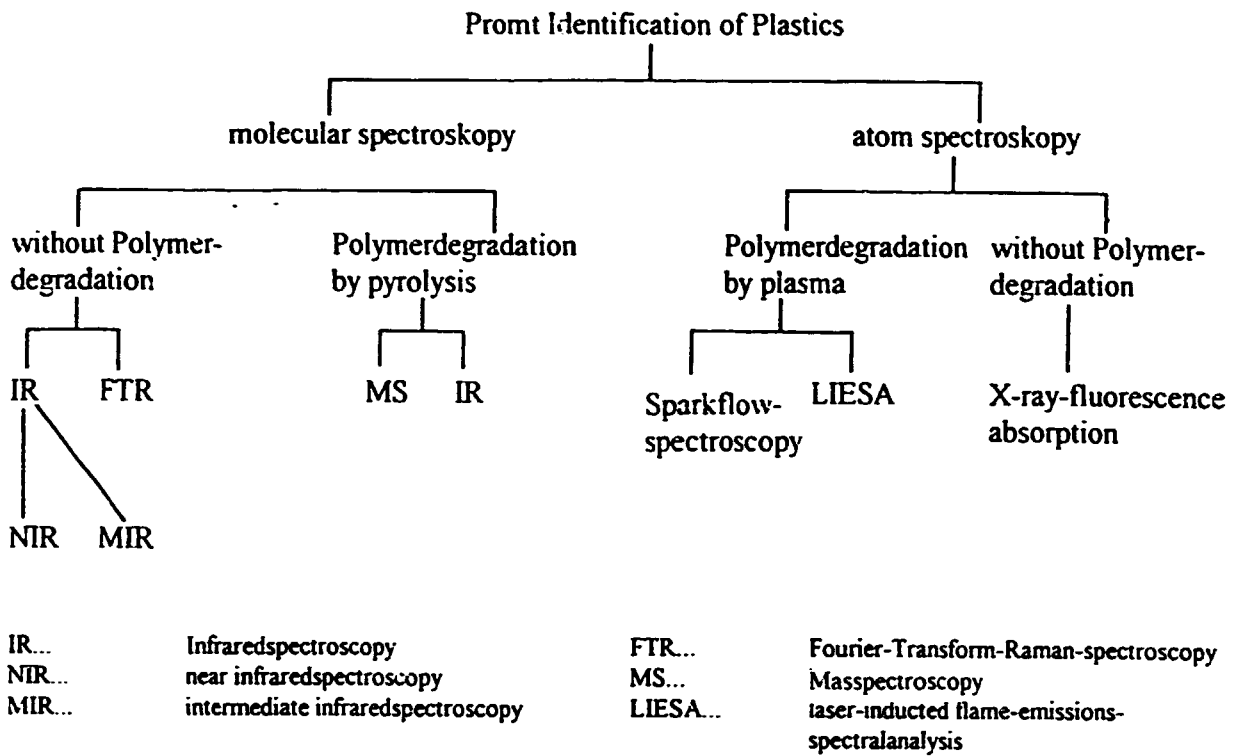 Promt Identification of Plastics
molecular spectroskopy
atom spectroskopy
without Polymer-
degradation
Polymerdegradation
by pyrolysis
Polymerdegradation
by plasma
without Polymer-
degradation
IR
FTR
MS
IR
Sparkflow-
spectroscopy
LIESA
X-ray-fluorescence
absorption
NIR
MIR
IR... Infraredspectroscopy
NIR... near infraredspectroscopy
MIR... intermediate infraredspectroscopy
FTR... Fourier-Transform-Raman-spectroscopy
MS... Masspectroscopy
LIESA... laser-inducted flame-emissions-
spectralanalysis